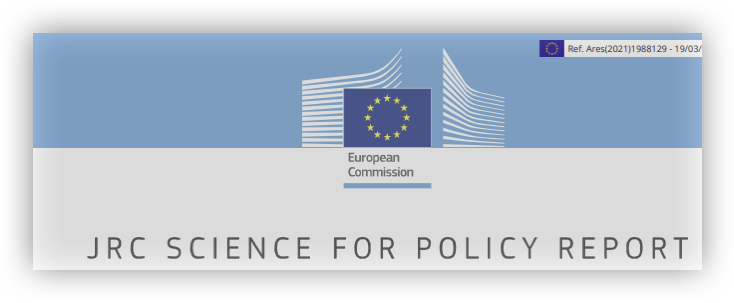 Ref. Ares(2021)1988129 - 19/03/
European
Commission
JRC SCIENCE FOR POLICY REPORT